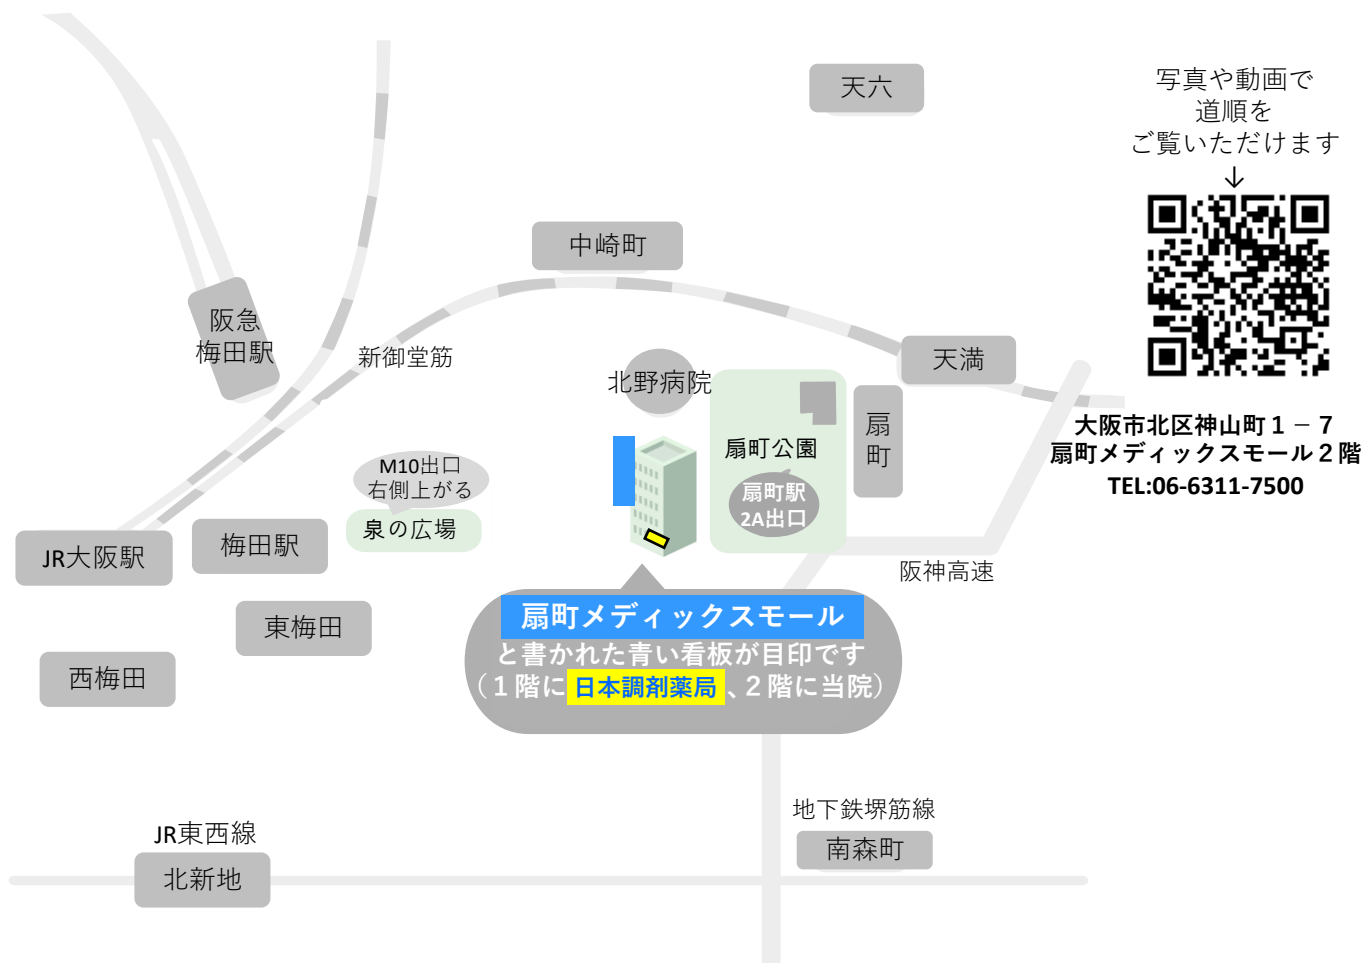 天六
写真や動画で
道順を
ご覧いただけます
↓
中崎町
阪急
梅田駅
新御堂筋
天満
北野病院
扇町公園
扇
町
大阪市北区神山町１－７
扇町メディックスモール２階
TEL:06-6311-7500
M10出口
右側上がる
泉の広場
扇町駅
2A出口
JR大阪駅
梅田駅
阪神高速
東梅田
西梅田
扇町メディックスモール
と書かれた青い看板が目印です
（１階に 日本調剤薬局 、２階に当院）
地下鉄堺筋線
南森町
JR東西線
北新地